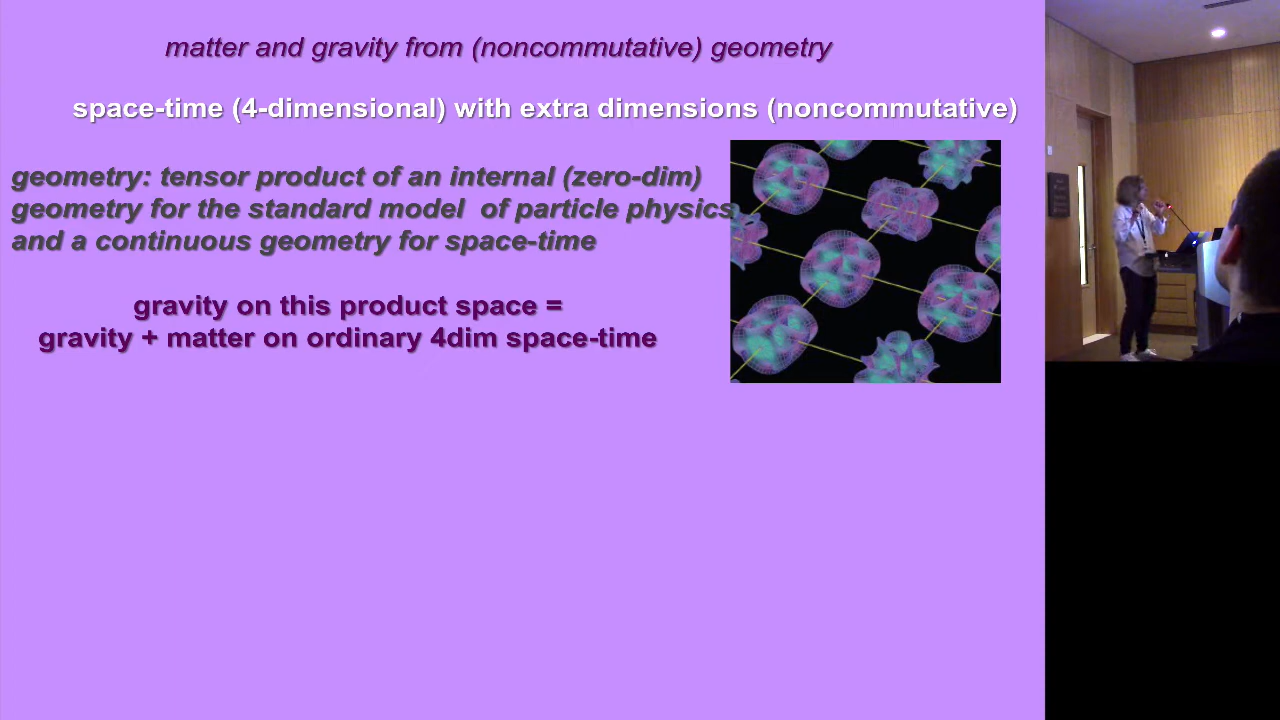 matter and gravity from (noncommutative) geometry
space-time (4-dimensional) with extra dimensions (noncommutative)
geometry: tensor product of an internal (zero-dim)
geometry for the standard model of particle physics
and a continuous geometry for space-time
gravity on this product space =
gravity + matter on ordinary 4dim space-time